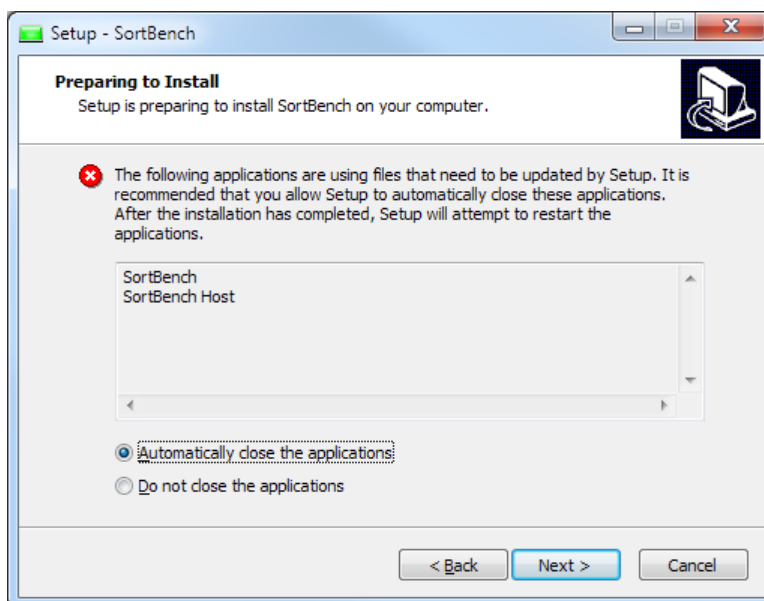 Setup - SortBench
Preparing to Install
Setup is preparing to install SortBench on your computer.
The following applications are using files that need to be updated by Setup. It is
recommended that you allow Setup to automatically close these applications.
After the installation has completed, Setup will attempt to restart the
applications.
SortBench
SortBench Host
Automatically close the applications
Do not close the applications
< Back
Next >
Cancel